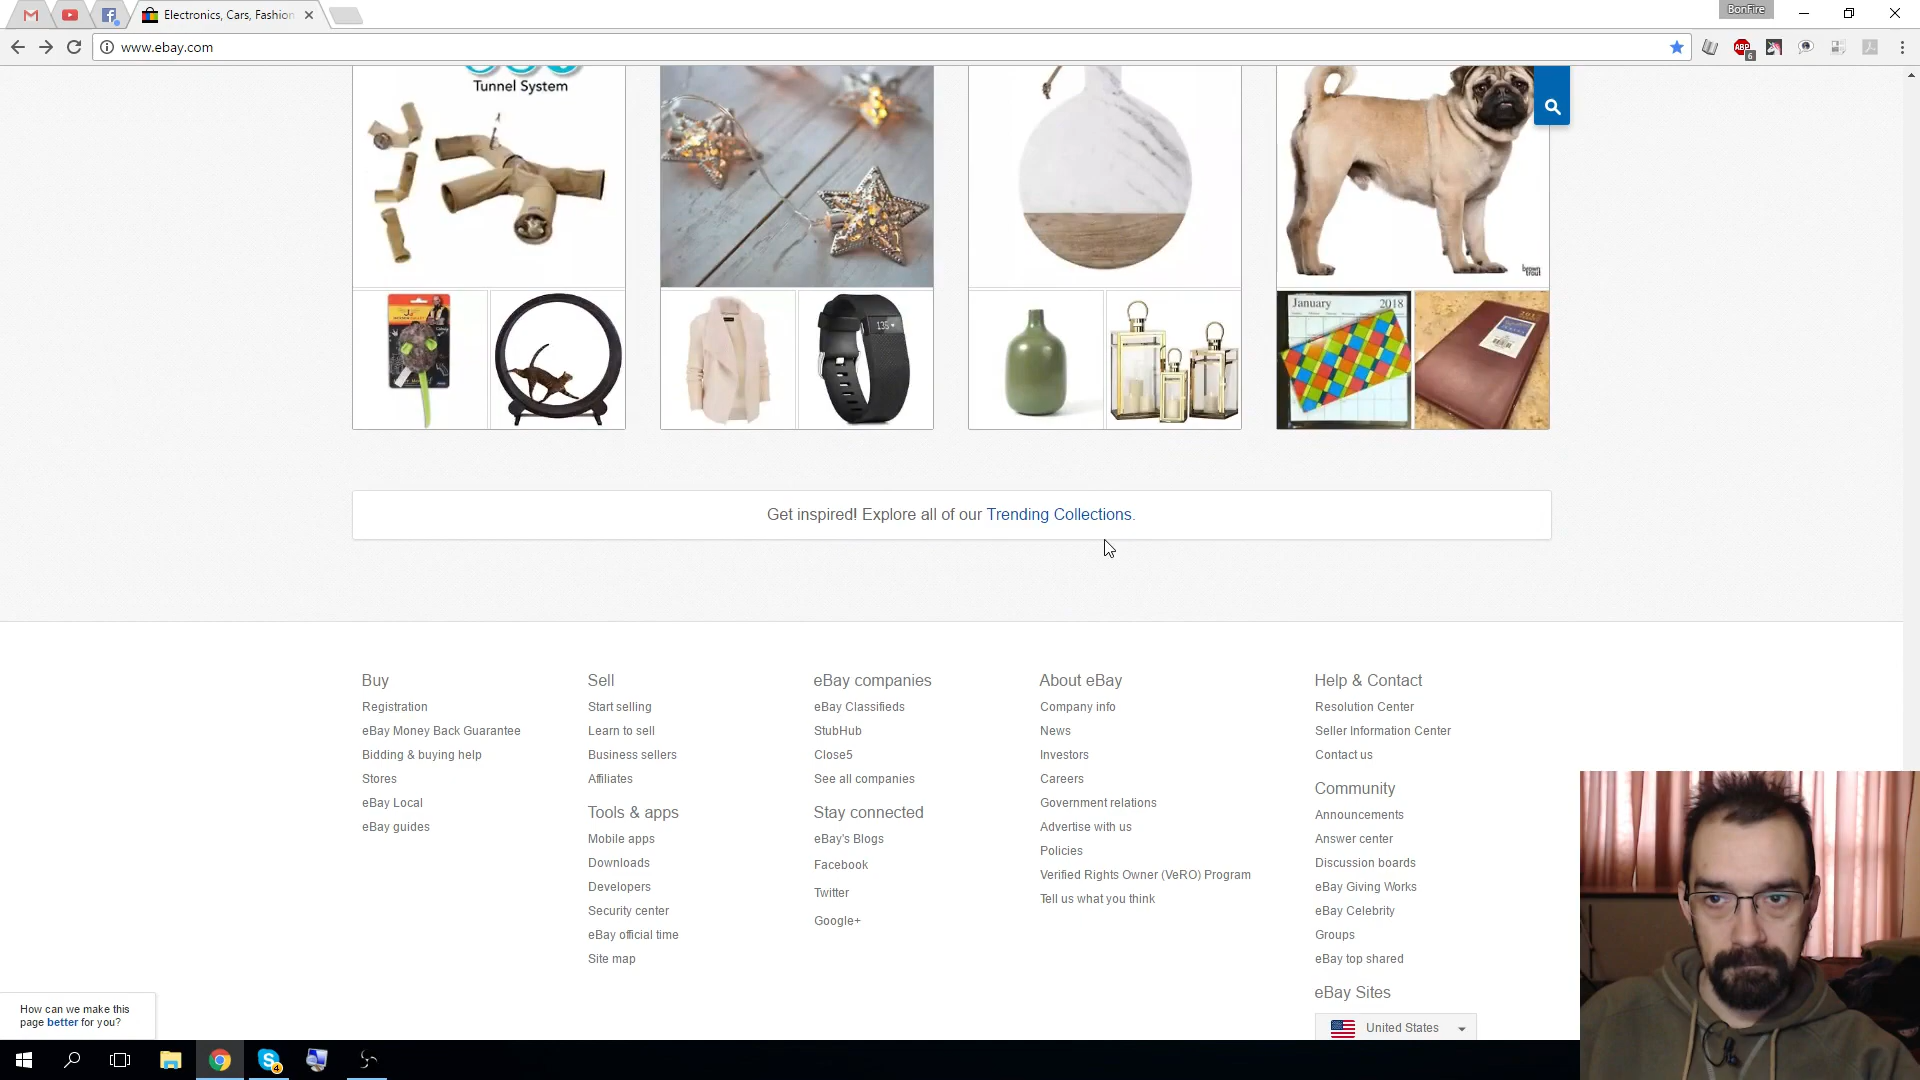 Electronics, Cars, Fashion
BonFire
www.ebay.com
ABP
6
Tunnel System
brown
trout
135
January 2018
Get inspired! Explore all of our Trending Collections.
Buy
Registration
eBay Money Back Guarantee
Bidding & buying help
Stores
eBay Local
eBay guides
Sell
Start selling
Learn to sell
Business sellers
Affiliates
Tools & apps
Mobile apps
Downloads
Developers
Security center
eBay official time
Site map
eBay companies
eBay Classifieds
StubHub
Close5
See all companies
Stay connected
eBay's Blogs
Facebook
Twitter
Google+
About eBay
Company info
News
Investors
Careers
Government relations
Advertise with us
Policies
Verified Rights Owner (VeRO) Program
Tell us what you think
Help & Contact
Resolution Center
Seller Information Center
Contact us
Community
Announcements
Answer center
Discussion boards
eBay Giving Works
eBay Celebrity
Groups
eBay top shared
eBay Sites
United States
How can we make this
page better for you?
4